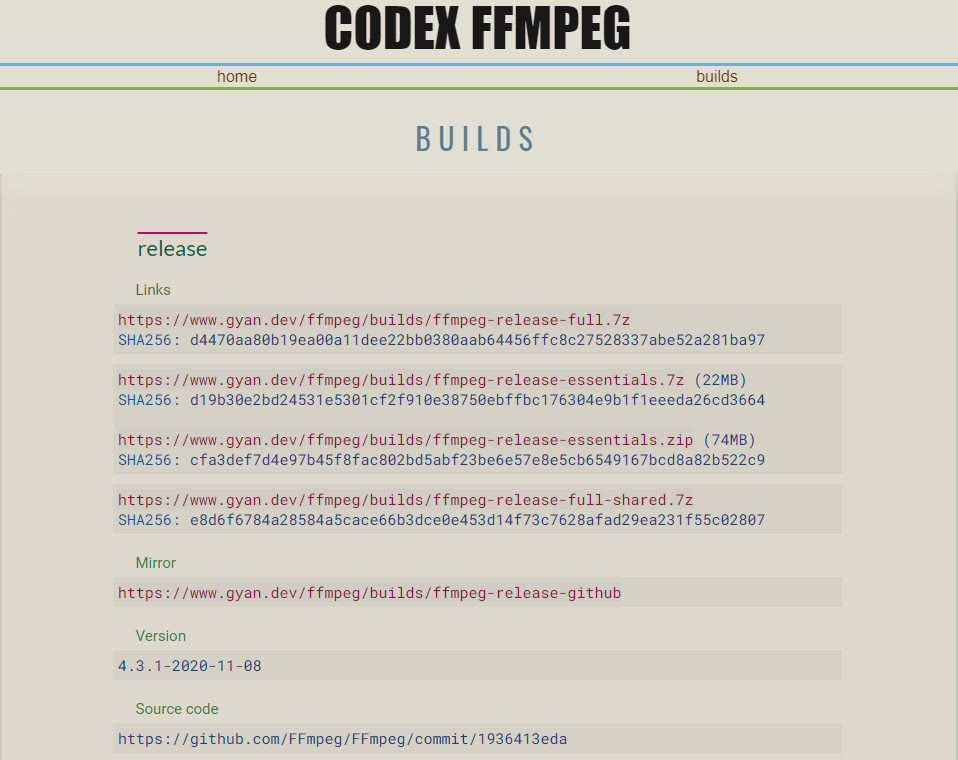 CODEX FFMPEG
home
builds
BUILDS
release
Links
https://www.gyan.dev/ffmpeg/builds/ffmpeg-release-full.7z
SHA256: d4470aa80b19ea00a11dee22bb0380aab64456ffc8c27528337abe52a281ba97
https://www.gyan.dev/ffmpeg/builds/ffmpeg-release-essentials.7z (22MB)
SHA256: d19b30e2bd24531e5301cf2f910e38750ebffbc176304e9b1f1eeeda26cd3664
https://www.gyan.dev/ffmpeg/builds/ffmpeg-release-essentials.zip (74MB)
SHA256: cfa3def7d4e97b45f8fac802bd5abf23be6e57e8e5cb6549167bcd8a82b522c9
https://www.gyan.dev/ffmpeg/builds/ffmpeg-release-full-shared.7z
SHA256: e8d6f6784a28584a5cace66b3dce0e453d14f73c7628afad29ea231f55c02807
Mirror
https://www.gyan.dev/ffmpeg/builds/ffmpeg-release-github
Version
4.3.1-2020-11-08
Source code
https://github.com/FFmpeg/FFmpeg/commit/1936413eda